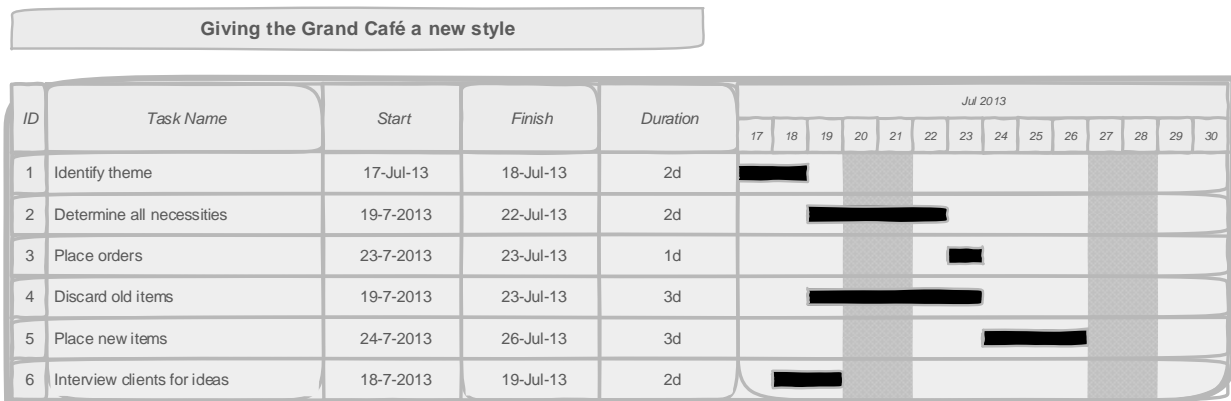 Giving the Grand Café a new style
ID Task Name Start Finish Duration Jul 2013
17 18 19 20 21 22 23 24 25 26 27 28 29 30
1 Identify theme 17-Jul-13 18-Jul-13 2d
2 Determine all necessities 19-7-2013 22-Jul-13 2d
3 Place orders 23-7-2013 23-Jul-13 1d
4 Discard old items 19-7-2013 23-Jul-13 3d
5 Place new items 24-7-2013 26-Jul-13 3d
6 Interview clients for ideas 18-7-2013 19-Jul-13 2d